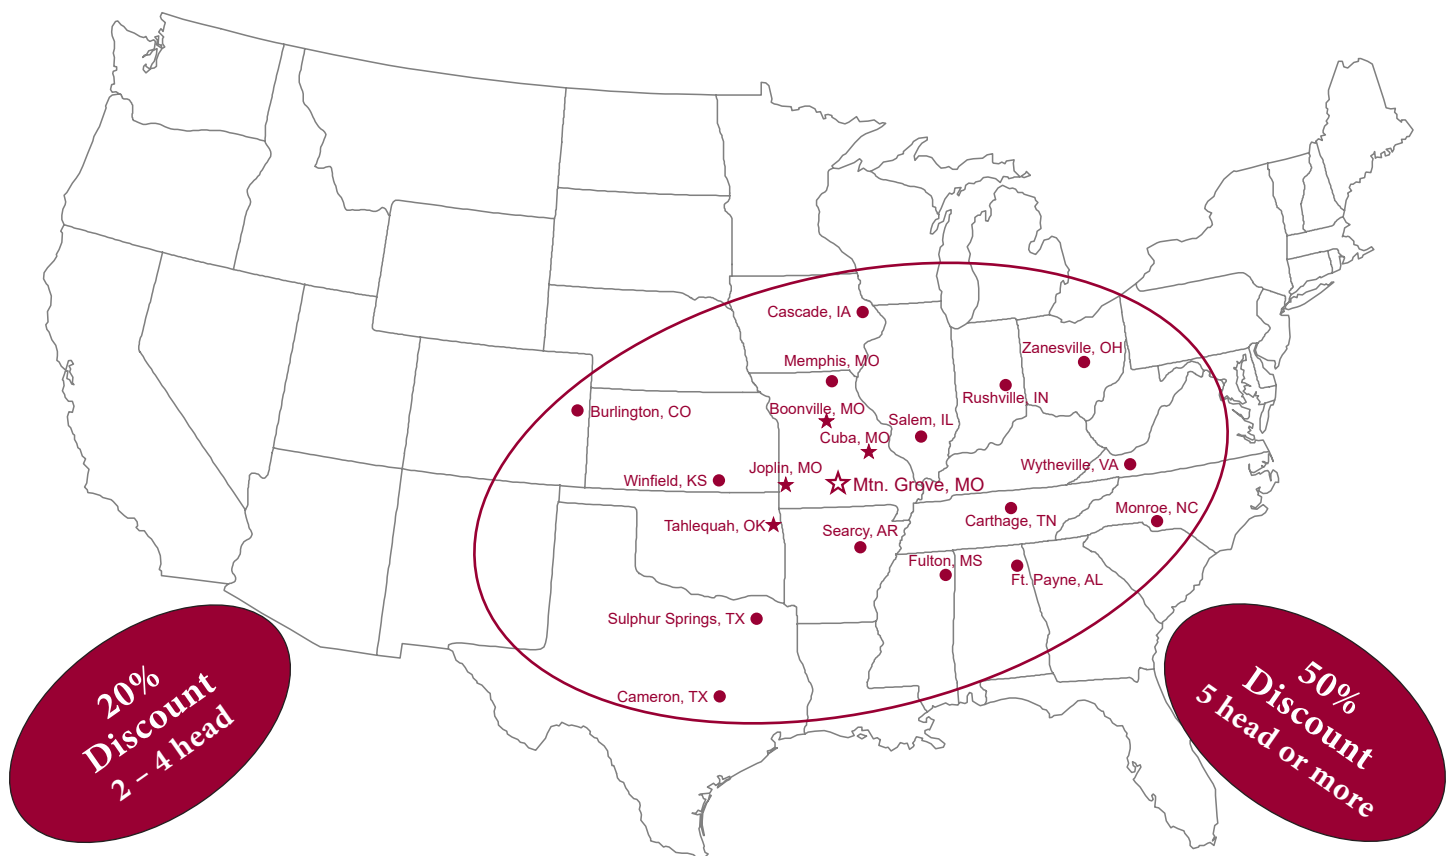 Cascade, IA
Zanesville, OH
Memphis, MO
Rushville, IN
Burlington, CO
Boonville, MO
Salem, IL
Cuba, MO
Joplin, MO
Wytheville, VA
Winfield, KS
Mtn. Grove, MO
Monroe, NC
Carthage, TN
Tahlequah, OK
Searcy, AR
Fulton, MS
Ft. Payne, AL
Sulphur Springs, TX
Cameron, TX
20%
Discount
2 – 4 head
50%
Discount
5 head or more